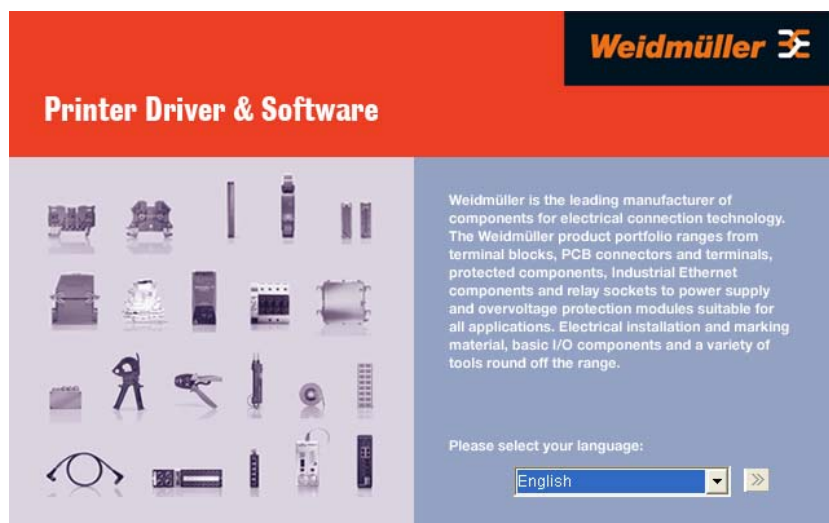 Weidmüller
Printer Driver & Software
Weidmüller is the leading manufacturer of
components for electrical connection technology.
The Weidmüller product portfolio ranges from
terminal blocks, PCB connectors and terminals,
protected components, Industrial Ethernet
components and relay sockets to power supply
and overvoltage protection modules suitable for
all applications. Electrical installation and marking
material, basic I/O components and a variety of
tools round off the range.
Please select your language:
English